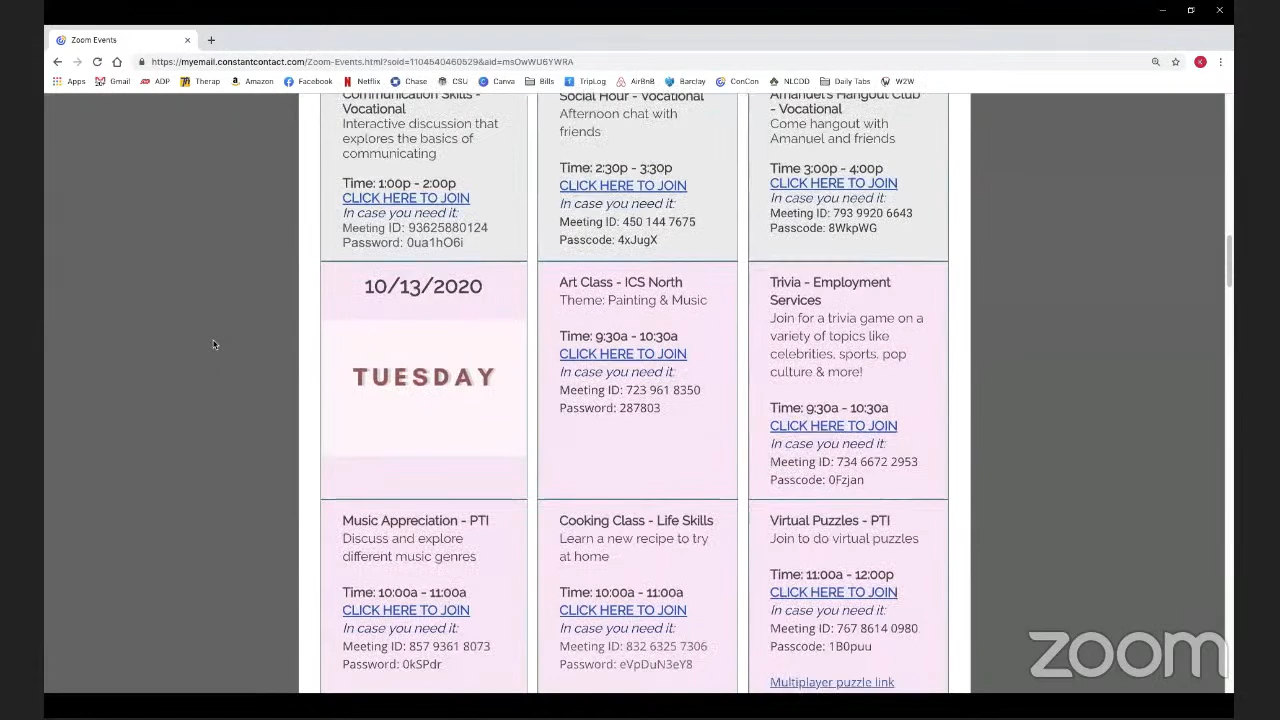 Zoom Events
https://myemail.constantcontact.com/Zoom-Events.html?soid=1104540460529&aid=msOwWU6YWRA
Apps Gmail ADP Therap Amazon Facebook Netflix Chase CSU Canva Bills TripLog AirBnB Barclay ConCon NLCDD Daily Tabs W2W
Communication Skills -
Vocational
Interactive discussion that
explores the basics of
communicating
Time: 1:00p - 2:00p
CLICK HERE TO JOIN
In case you need it:
Meeting ID: 93625880124
Password: 0ua1hO6i
Social Hour - Vocational
Afternoon chat with
friends
Time: 2:30p - 3:30p
CLICK HERE TO JOIN
In case you need it:
Meeting ID: 450 144 7675
Passcode: 4xJugX
Amanuel's Hangout Club
- Vocational
Come hangout with
Amanuel and friends
Time 3:00p - 4:00p
CLICK HERE TO JOIN
In case you need it:
Meeting ID: 793 9920 6643
Passcode: 8WkpWG
10/13/2020
TUESDAY
Art Class - ICS North
Theme: Painting & Music
Time: 9:30a - 10:30a
CLICK HERE TO JOIN
In case you need it:
Meeting ID: 723 961 8350
Password: 287803
Trivia - Employment
Services
Join for a trivia game on a
variety of topics like
celebrities, sports, pop
culture & more!
Time: 9:30a - 10:30a
CLICK HERE TO JOIN
In case you need it:
Meeting ID: 734 6672 2953
Passcode: 0Fzjan
Music Appreciation - PTI
Discuss and explore
different music genres
Time: 10:00a - 11:00a
CLICK HERE TO JOIN
In case you need it:
Meeting ID: 857 9361 8073
Password: 0kSPdr
Cooking Class - Life Skills
Learn a new recipe to try
at home
Time: 10:00a - 11:00a
CLICK HERE TO JOIN
In case you need it:
Meeting ID: 832 6325 7306
Password: eVpDuN3eY8
Virtual Puzzles - PTI
Join to do virtual puzzles
Time: 11:00a - 12:00p
CLICK HERE TO JOIN
In case you need it:
Meeting ID: 767 8614 0980
Passcode: 1B0puu
Multiplayer puzzle link
zoom